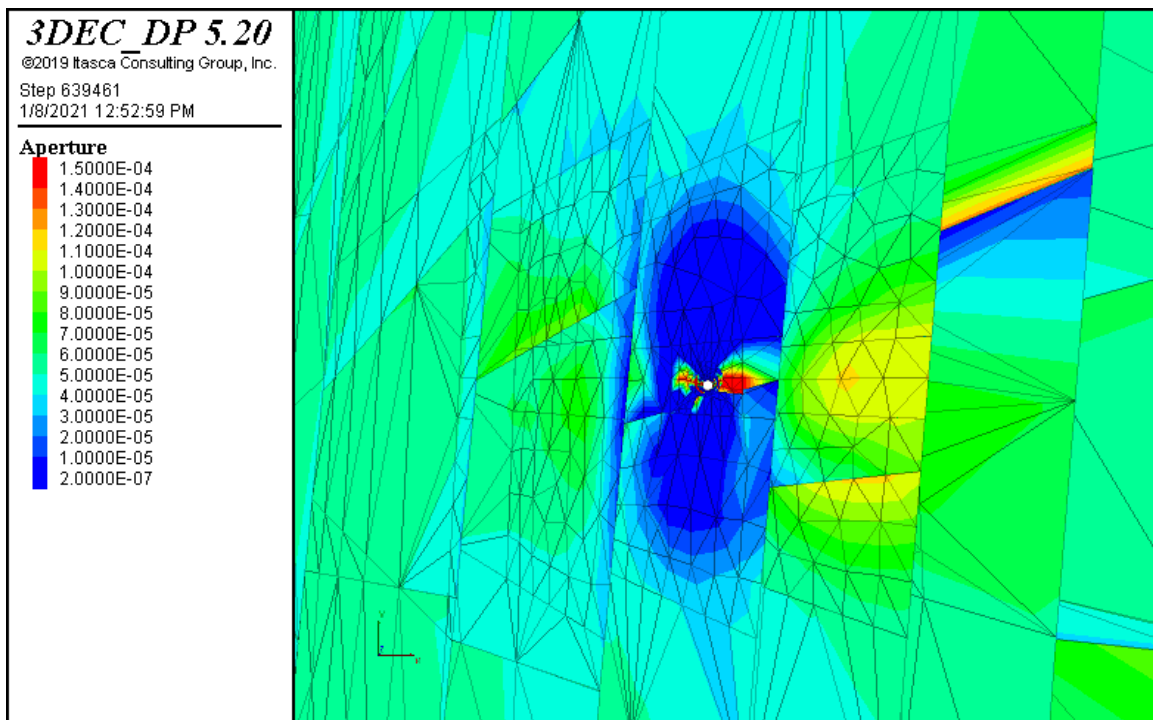 3DEC_DP 5.20
©2019 Itasca Consulting Group, Inc.
Step 639461
1/8/2021 12:52:59 PM
Aperture
1.5000E-04
1.4000E-04
1.3000E-04
1.2000E-04
1.1000E-04
1.0000E-04
9.0000E-05
8.0000E-05
7.0000E-05
6.0000E-05
5.0000E-05
4.0000E-05
3.0000E-05
2.0000E-05
1.0000E-05
2.0000E-07